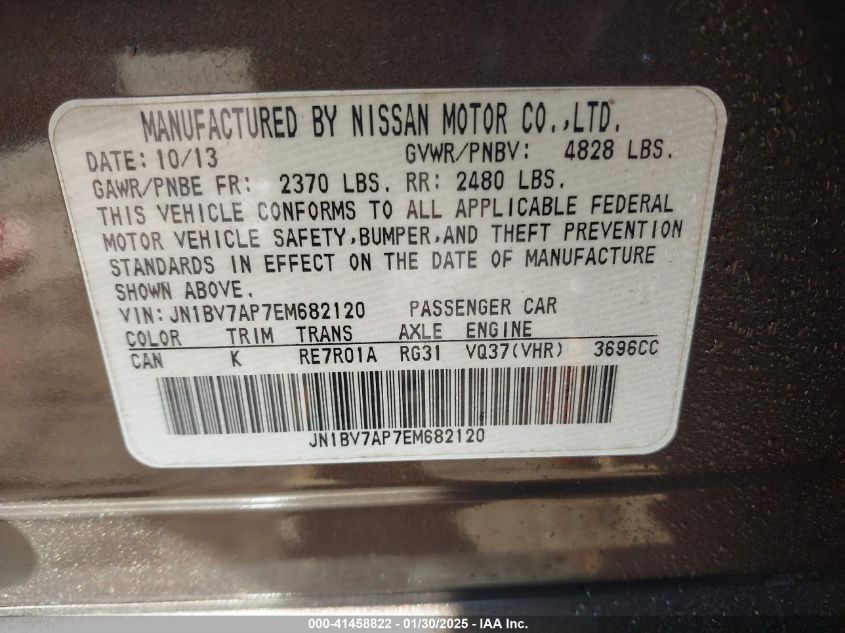 MANUFACTURED BY NISSAN MOTOR CO.,LTD.
DATE: 10/13 GVWR/PNBV: 4828 LBS.
GAWR/PNBE FR: 2370 LBS. RR: 2480 LBS.
THIS VEHICLE CONFORMS TO ALL APPLICABLE FEDERAL
MOTOR VEHICLE SAFETY,BUMPER,AND THEFT PREVENTION
STANDARDS IN EFFECT ON THE DATE OF MANUFACTURE
SHOWN ABOVE.
VIN: JN1BV7AP7EM682120 PASSENGER CAR
COLOR TRIM TRANS AXLE ENGINE
CAN K RE7R01A RG31 VQ37(VHR) 3696CC
JN1BV7AP7EM682120
000-41458822 - 01/30/2025 - IAA Inc.